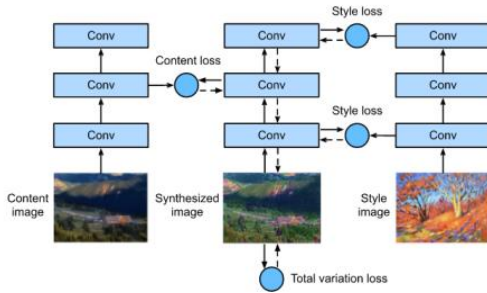 Style loss
Conv
Conv
Conv
Content loss
Conv
Conv
Conv
Style loss
Conv
Conv
Conv
Content
image
Synthesized
image
Style
image
Total variation loss